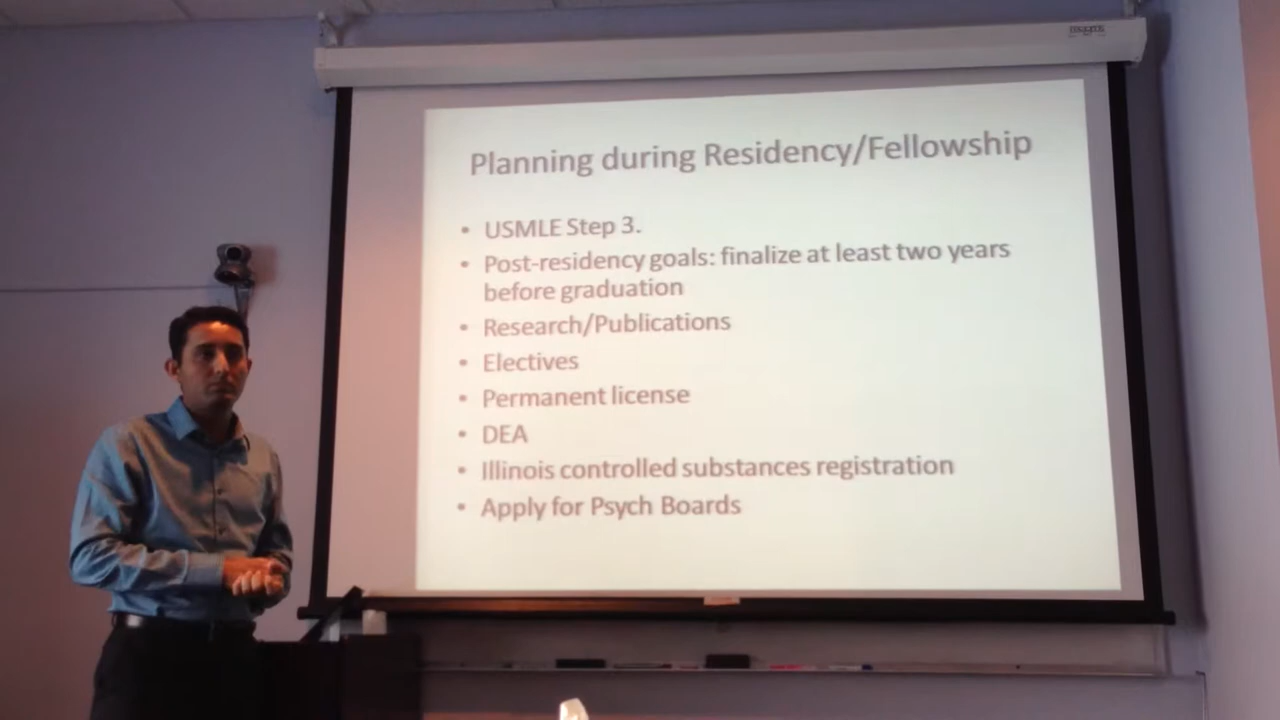 Planning during Residency/Fellowship
• USMLE Step 3.
• Post-residency goals: finalize at least two years
before graduation
• Research/Publications
• Electives
• Permanent license
• DEA
• Illinois controlled substances registration
• Apply for Psych Boards